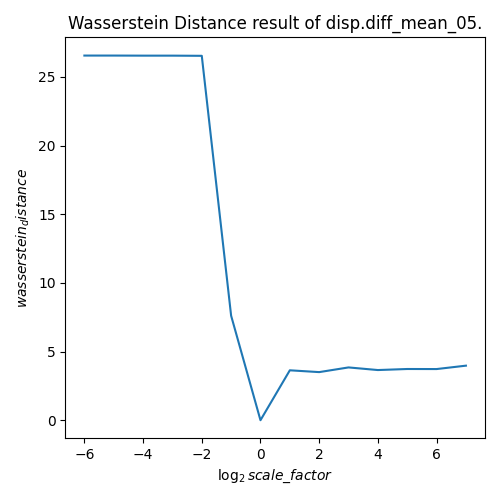 Wasserstein Distance result of disp.diff_mean_05.
25
20
15
10
5
0
wasserstein_distance
−6 −4 −2 0 2 4 6
log₂ scale_factor